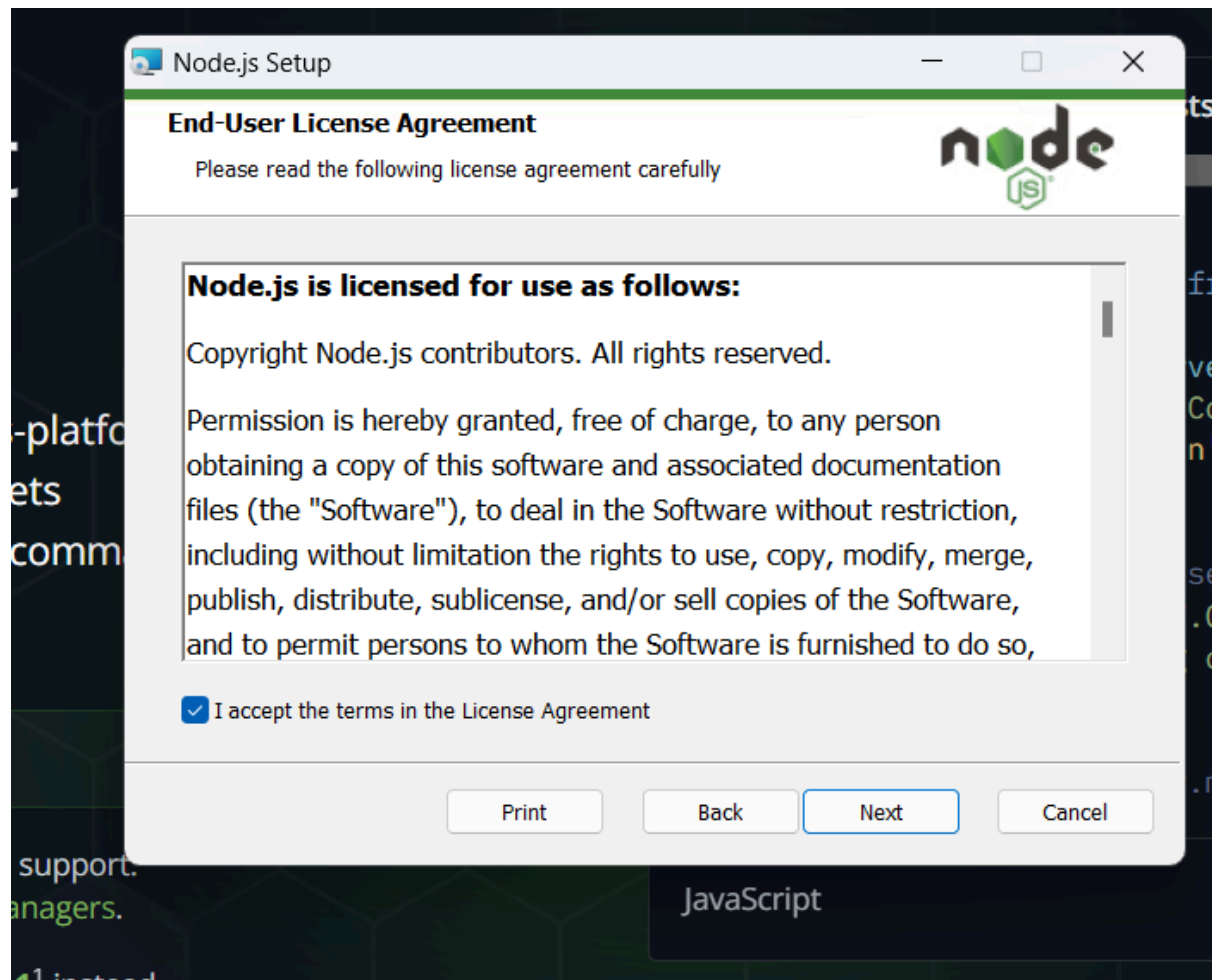 Node.js Setup
End-User License Agreement
Please read the following license agreement carefully
node
JS
Node.js is licensed for use as follows:
Copyright Node.js contributors. All rights reserved.
Permission is hereby granted, free of charge, to any person
obtaining a copy of this software and associated documentation
files (the "Software"), to deal in the Software without restriction,
including without limitation the rights to use, copy, modify, merge,
publish, distribute, sublicense, and/or sell copies of the Software,
and to permit persons to whom the Software is furnished to do so,
I accept the terms in the License Agreement
Print
Back
Next
Cancel
-platfo
ets
comm
support.
anagers.
JavaScript